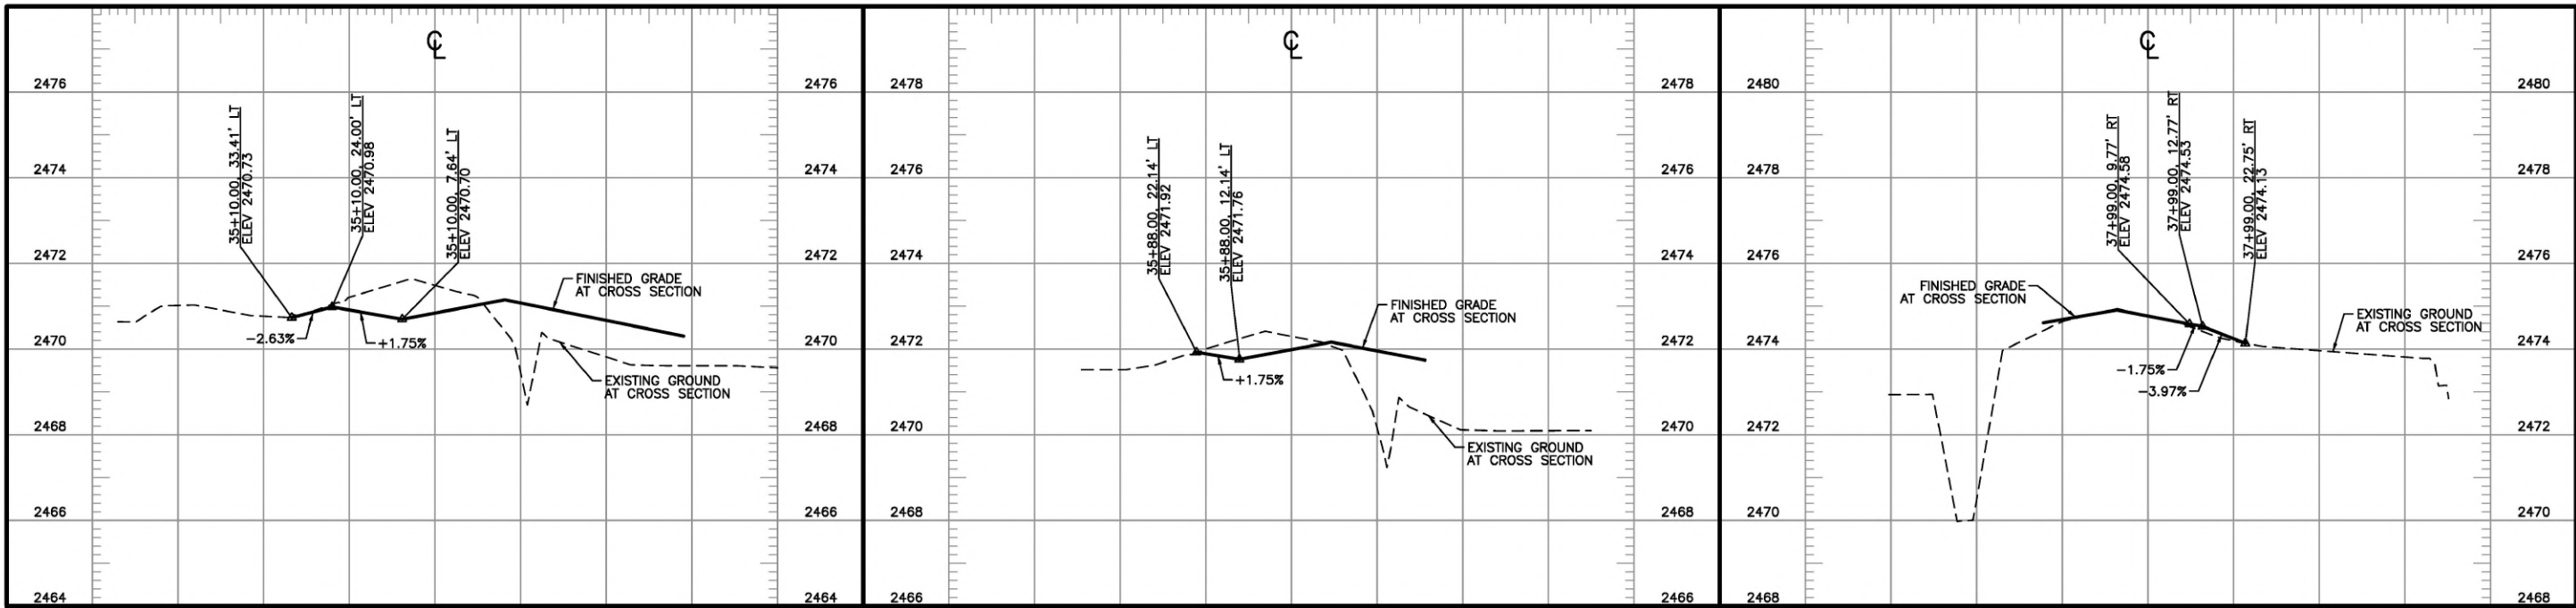 ℄
2476
2474
2472
2470
2468
2466
2464
35+10.00, 33.41' LT
ELEV 2470.73
35+10.00, 24.00' LT
ELEV 2470.98
35+10.00, 7.64' LT
ELEV 2470.70
FINISHED GRADE
AT CROSS SECTION
-2.63%
+1.75%
EXISTING GROUND
AT CROSS SECTION
2476
2474
2472
2470
2468
2466
2464
℄
2478
2476
2474
2472
2470
2468
2466
35+88.00, 22.14' LT
ELEV 2471.92
35+88.00, 12.14' LT
ELEV 2471.76
FINISHED GRADE
AT CROSS SECTION
+1.75%
EXISTING GROUND
AT CROSS SECTION
2478
2476
2474
2472
2470
2468
2466
℄
2480
2478
2476
2474
2472
2470
2468
37+99.00, 9.77' RT
ELEV 2474.58
37+99.00, 12.77' RT
ELEV 2474.53
37+99.00, 22.75' RT
ELEV 2474.13
FINISHED GRADE
AT CROSS SECTION
EXISTING GROUND
AT CROSS SECTION
-1.75%
-3.97%
2480
2478
2476
2474
2472
2470
2468